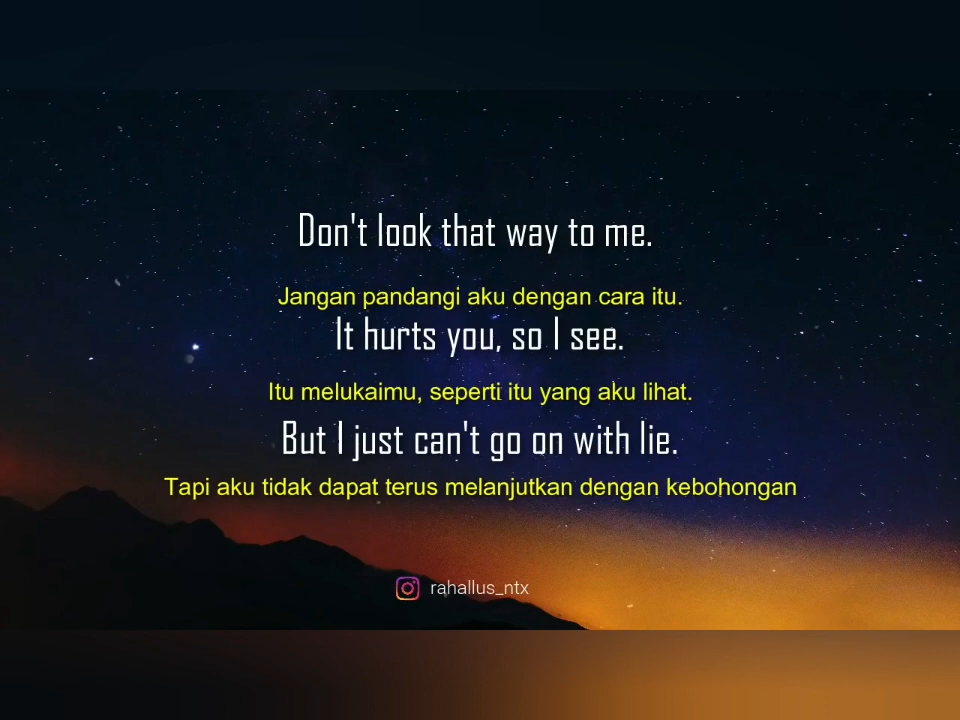 Don't look that way to me.
Jangan pandangi aku dengan cara itu.
It hurts you, so I see.
Itu melukaimu, seperti itu yang aku lihat.
But I just can't go on with lie.
Tapi aku tidak dapat terus melanjutkan dengan kebohongan
rahallus_ntx